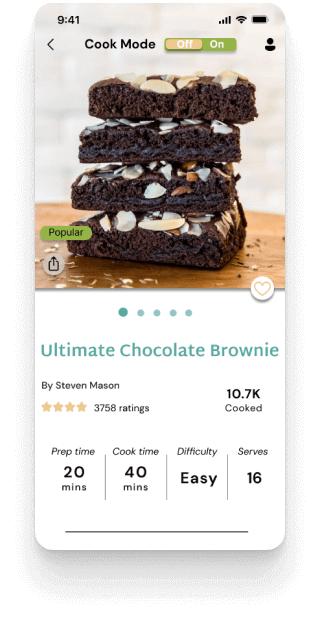 9:41
Cook Mode Off On
Popular
Ultimate Chocolate Brownie
By Steven Mason
3758 ratings
10.7K
Cooked
Prep time Cook time Difficulty Serves
20 40 Easy 16
mins mins